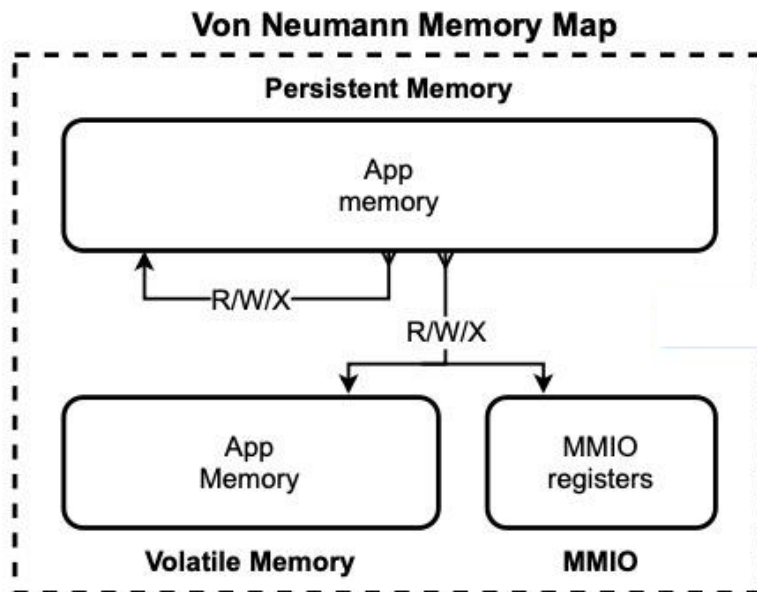 Von Neumann Memory Map
Persistent Memory
App
memory
R/W/X
R/W/X
App
Memory
MMIO
registers
Volatile Memory
MMIO